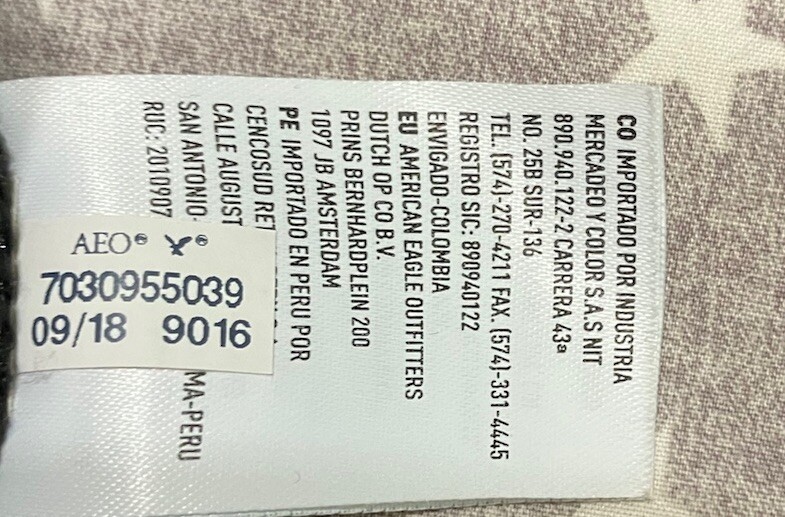 CO IMPORTADO POR INDUSTRIA
MERCADEO Y COLOR S.A.S NIT
890.940.122-2 CARRERA 43ª
NO. 25B SUR-136
TEL. (574)-270-4211 FAX. (574)-331-4445
REGISTRO SIC: 890940122
ENVIGADO-COLOMBIA
EU AMERICAN EAGLE OUTFITTERS
DUTCH OP CO B.V.
PRINS BERNHARDPLEIN 200
1097 JB AMSTERDAM
PE IMPORTADO EN PERU POR
CENCOSUD RET
CALLE AUGUST
SAN ANTONIO- MA-PERU
RUC: 2010907
AEO® ®
7030955039
09/18 9016